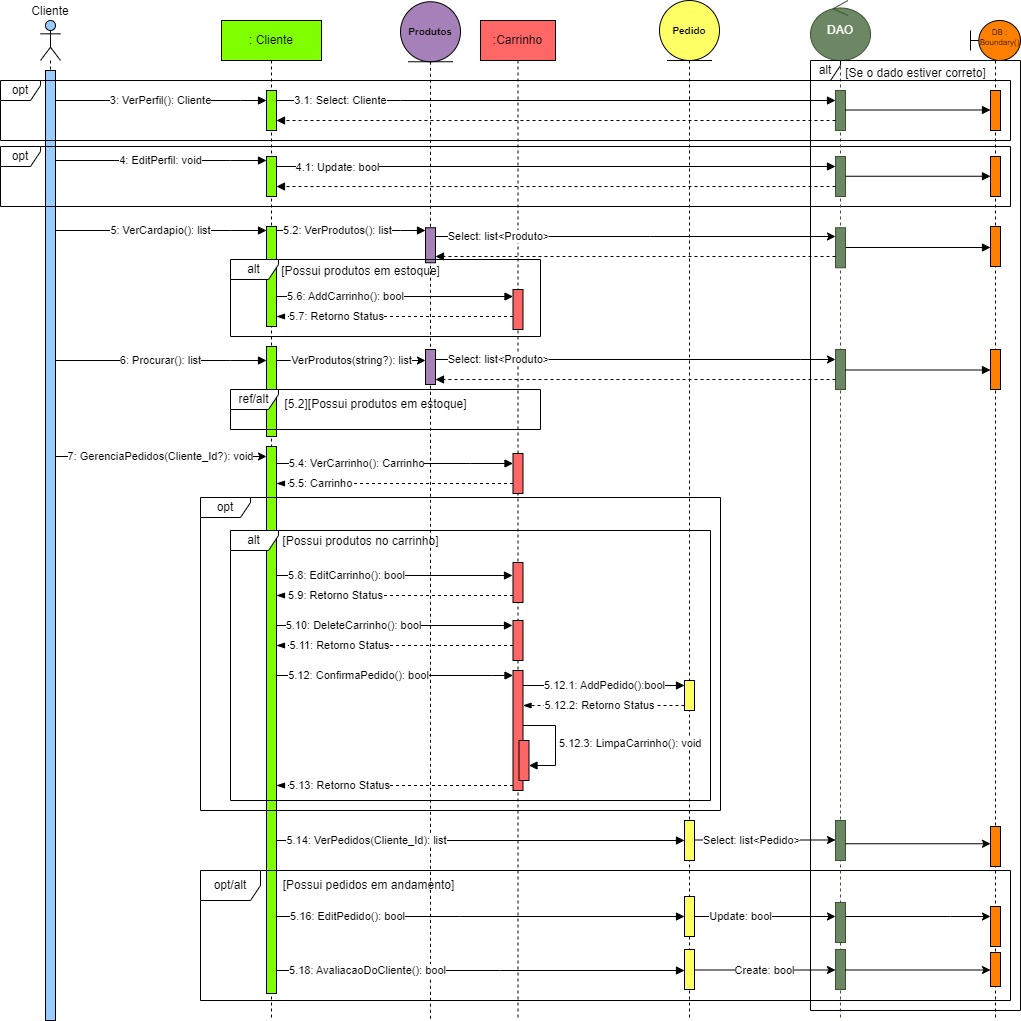 Cliente
: Cliente
Produtos
:Carrinho
Pedido
DAO
DB :
Boundary()
alt
[Se o dado estiver correto]
opt
3: VerPerfil(): Cliente
3.1: Select: Cliente
opt
4: EditPerfil: void
4.1: Update: bool
5: VerCardapio(): list
5.2: VerProdutos(): list
Select: list<Produto>
alt
[Possui produtos em estoque]
5.6: AddCarrinho(): bool
5.7: Retorno Status
6: Procurar(): list
VerProdutos(string?): list
Select: list<Produto>
ref/alt
[5.2][Possui produtos em estoque]
7: GerenciaPedidos(Cliente_Id?): void
5.4: VerCarrinho(): Carrinho
5.5: Carrinho
opt
alt
[Possui produtos no carrinho]
5.8: EditCarrinho(): bool
5.9: Retorno Status
5.10: DeleteCarrinho(): bool
5.11: Retorno Status
5.12: ConfirmaPedido(): bool
5.12.1: AddPedido():bool
5.12.2: Retorno Status
5.12.3: LimpaCarrinho(): void
5.13: Retorno Status
5.14: VerPedidos(Cliente_Id): list
Select: list<Pedido>
opt/alt
[Possui pedidos em andamento]
5.16: EditPedido(): bool
Update: bool
5.18: AvaliacaoDoCliente(): bool
Create: bool